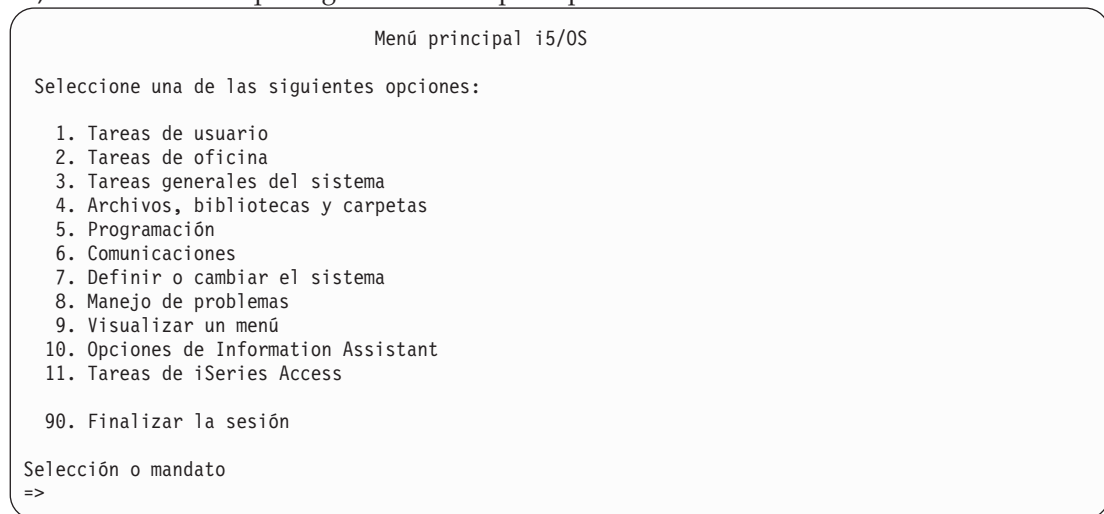 Menú principal i5/OS
Seleccione una de las siguientes opciones:
1. Tareas de usuario
2. Tareas de oficina
3. Tareas generales del sistema
4. Archivos, bibliotecas y carpetas
5. Programación
6. Comunicaciones
7. Definir o cambiar el sistema
8. Manejo de problemas
9. Visualizar un menú
10. Opciones de Information Assistant
11. Tareas de iSeries Access
90. Finalizar la sesión
Selección o mandato
=>